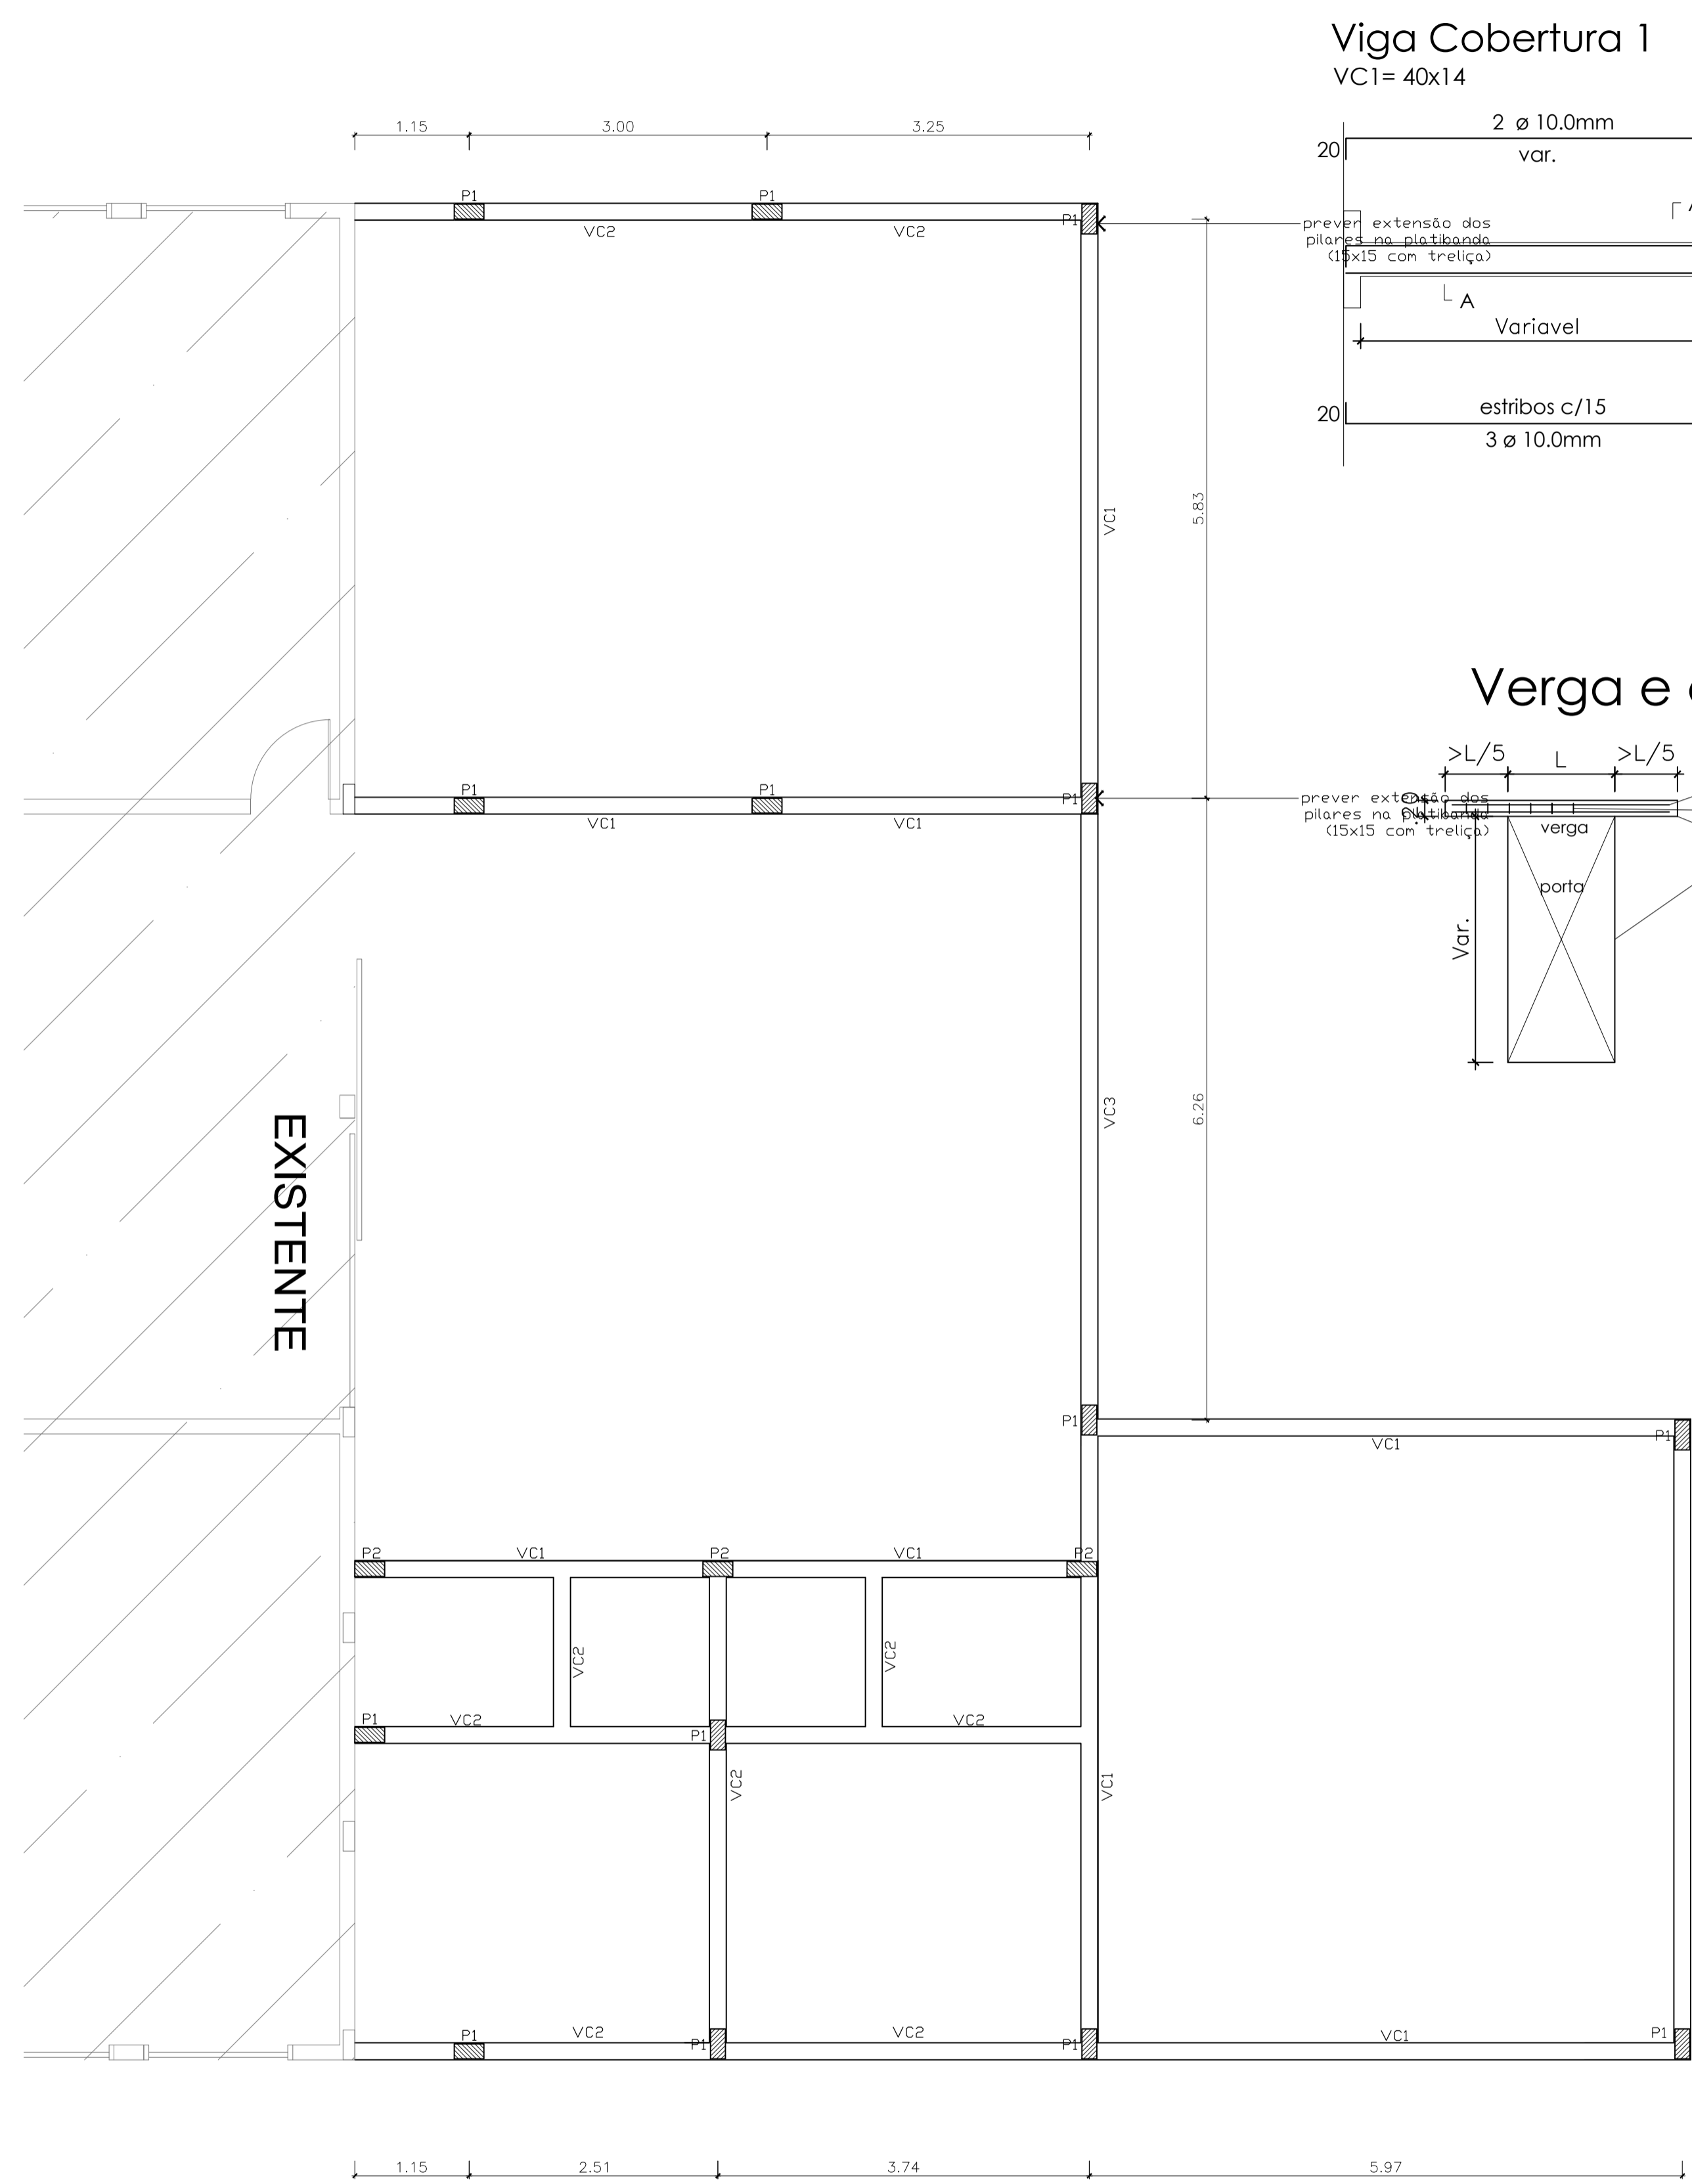 Viga Cobertura 1
VC1= 40x14
2 ø 10.0mm
20
var.
1.15
3.00
3.25
P1
P1
P1
VC2
VC2
prever extensão dos
pilares na platibanda
(15x15 com treliça)
A
Variavel
20
estribos c/15
3 ø 10.0mm
5.83
VC1
Verga e
>L/5
L
>L/5
P1
P1
P1
VC1
VC1
prever extensão dos
pilares na platibanda
(15x15 com treliça)
.20
verga
porta
Var.
VC3
6.26
EXISTENTE
P1
VC1
P1
P2
VC1
P2
VC1
P2
VC2
VC2
P1
VC2
P1
VC2
VC2
VC1
P1
VC2
P1
VC2
P1
VC1
P1
1.15
2.51
3.74
5.97